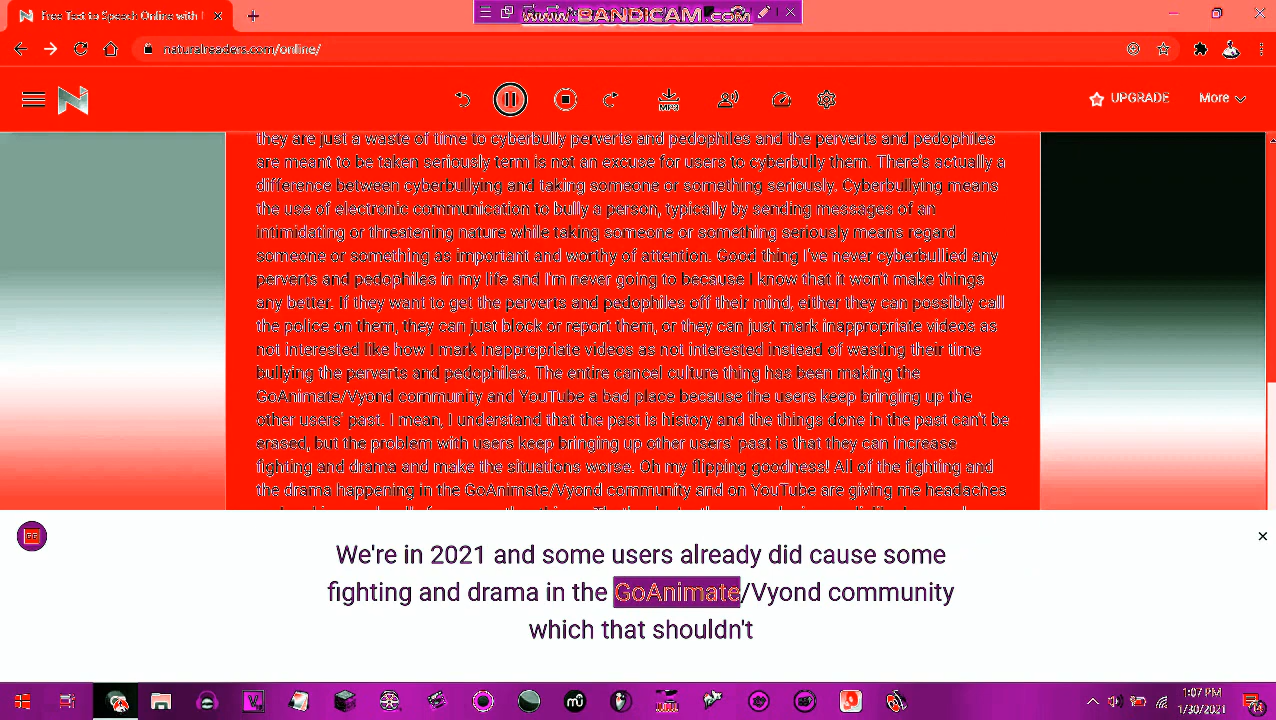 Free Text to Speech Online with
www.BANDICAM.com
naturalreaders.com/online/
MP3
UPGRADE
More
they are just a waste of time to cyberbully perverts and pedophiles and the perverts and pedophiles
are meant to be taken seriously term is not an excuse for users to cyberbully them. There's actually a
difference between cyberbullying and taking someone or something seriously. Cyberbullying means
the use of electronic communication to bully a person, typically by sending messages of an
intimidating or threatening nature while taking someone or something seriously means regard
someone or something as important and worthy of attention. Good thing I've never cyberbullied any
perverts and pedophiles in my life and I'm never going to because I know that it won't make things
any better. If they want to get the perverts and pedophiles off their mind, either they can possibly call
the police on them, they can just block or report them, or they can just mark inappropriate videos as
not interested like how I mark inappropriate videos as not interested instead of wasting their time
bullying the perverts and pedophiles. The entire cancel culture thing has been making the
GoAnimate/Vyond community and YouTube a bad place because the users keep bringing up the
other users' past. I mean, I understand that the past is history and the things done in the past can't be
erased, but the problem with users keep bringing up other users' past is that they can increase
fighting and drama and make the situations worse. Oh my flipping goodness! All of the fighting and
the drama happening in the GoAnimate/Vyond community and on YouTube are giving me headaches
We're in 2021 and some users already did cause some
fighting and drama in the GoAnimate/Vyond community
which that shouldn't
1:07 PM
1/30/2021